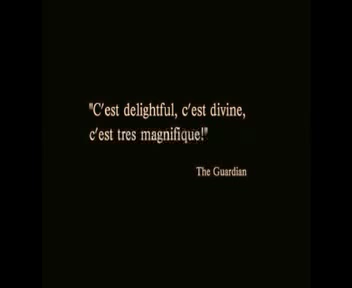 "C'est delightful, c'est divine,
c'est tres magnifique!"
The Guardian